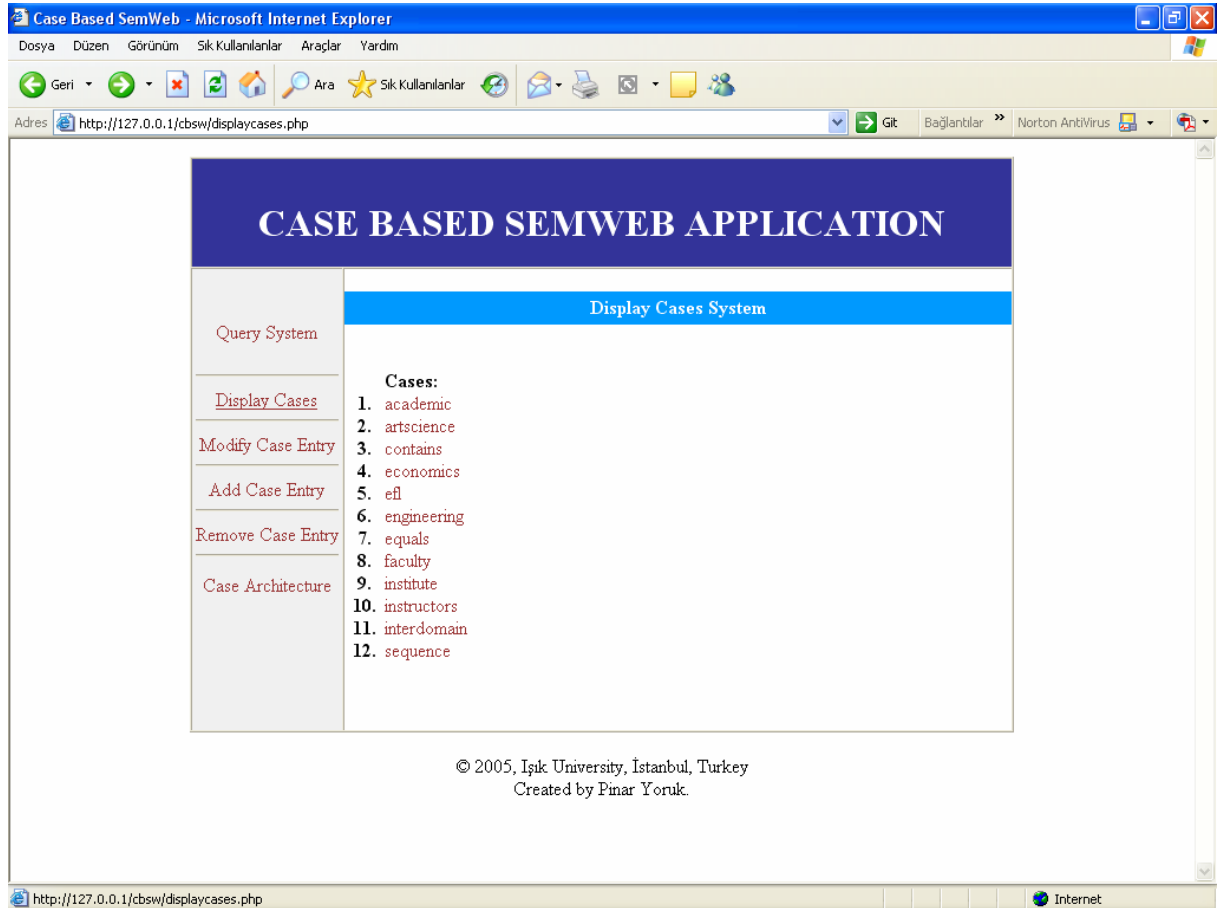 Case Based SemWeb - Microsoft Internet Explorer
Dosya Düzen Görünüm Sık Kullanılanlar Araçlar Yardım
Geri Ara Sık Kullanılanlar
Adres http://127.0.0.1/cbsw/displaycases.php Git Bağlantılar » Norton AntiVirus
CASE BASED SEMWEB APPLICATION
Query System
Display Cases
Modify Case Entry
Add Case Entry
Remove Case Entry
Case Architecture
Display Cases System
Cases:
1. academic
2. artscience
3. contains
4. economics
5. efl
6. engineering
7. equals
8. faculty
9. institute
10. instructors
11. interdomain
12. sequence
© 2005, Işık University, İstanbul, Turkey
Created by Pinar Yoruk.
http://127.0.0.1/cbsw/displaycases.php Internet